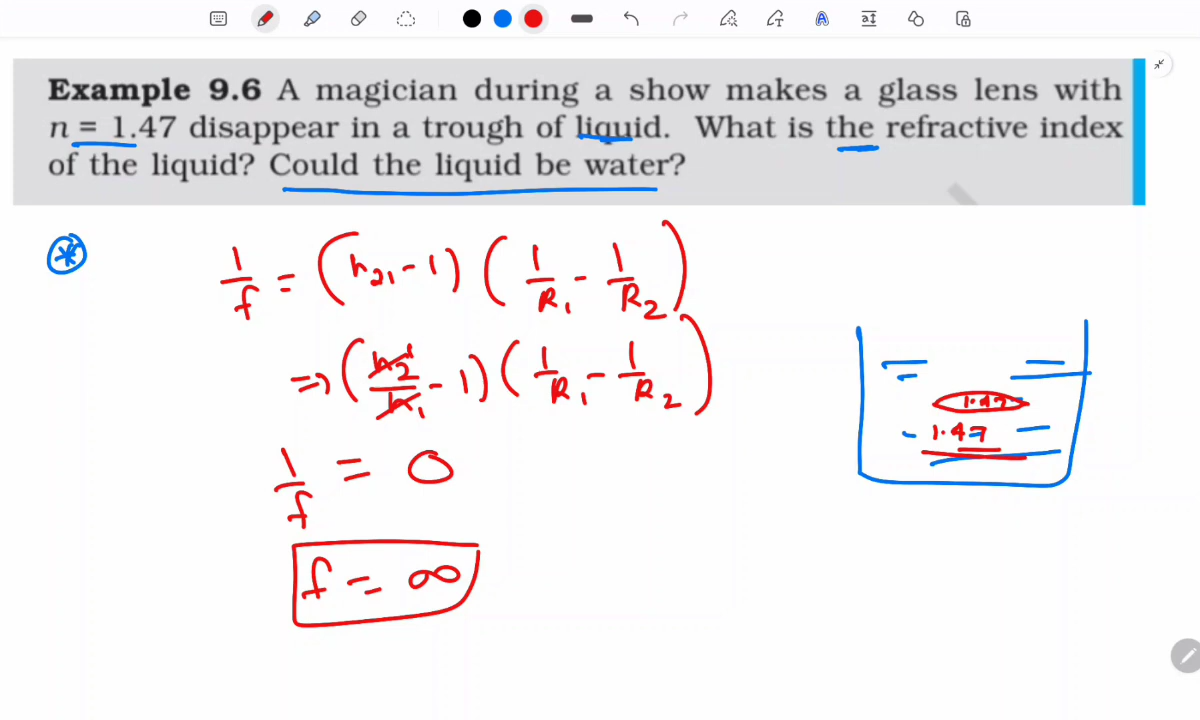 Example 9.6 A magician during a show makes a glass lens with
n = 1.47 disappear in a trough of liquid. What is the refractive index
of the liquid? Could the liquid be water?
1/f = (n₂₁ - 1) (1/R₁ - 1/R₂)
⇒ (n₂/n₁ - 1) (1/R₁ - 1/R₂)
1.47
1.47
1/f = 0
f = ∞